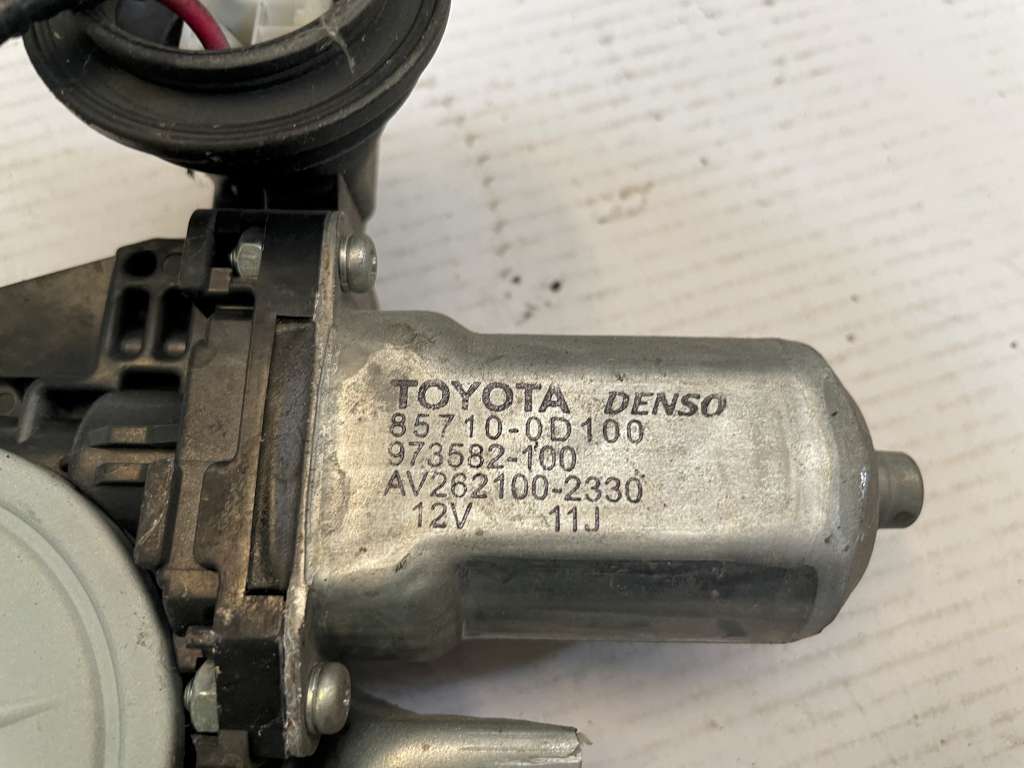 TOYOTA DENSO
85710-0D100
973582-100
AV262100-2330
12V 11J